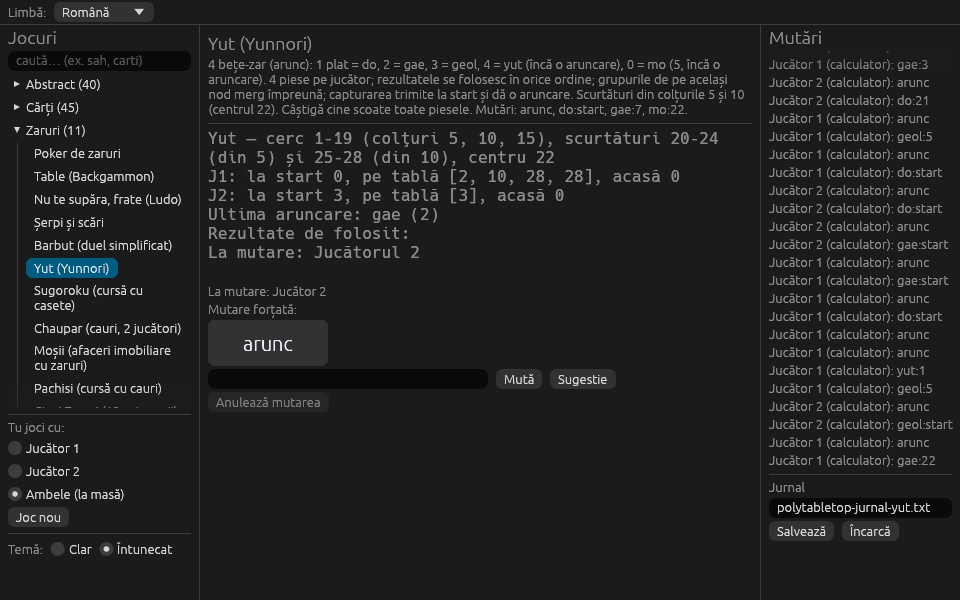 Limbă: Română
Jocuri
caută... (ex. sah, carti)
Abstract (40)
Cărți (45)
Zaruri (11)
Poker de zaruri
Table (Backgammon)
Nu te supăra, frate (Ludo)
Șerpi și scări
Barbut (duel simplificat)
Yut (Yunnori)
Sugoroku (cursă cu
casete)
Chaupar (cauri, 2 jucători)
Moșii (afaceri imobiliare
cu zaruri)
Pachisi (cursă cu cauri)
Tu joci cu:
Jucător 1
Jucător 2
Ambele (la masă)
Joc nou
Temă: Clar Întunecat
Yut (Yunnori)
4 bețe-zar (arunc): 1 plat = do, 2 = gae, 3 = geol, 4 = yut (încă o aruncare), 0 = mo (5, încă o
aruncare). 4 piese pe jucător; rezultatele se folosesc în orice ordine; grupurile de pe același
nod merg împreună; capturarea trimite la start și dă o aruncare. Scurtături din colțurile 5 și 10
(centrul 22). Câștigă cine scoate toate piesele. Mutări: arunc, do:start, gae:7, mo:22.
Yut — cerc 1-19 (colțuri 5, 10, 15), scurtături 20-24
(din 5) și 25-28 (din 10), centru 22
J1: la start 0, pe tablă [2, 10, 28, 28], acasă 0
J2: la start 3, pe tablă [3], acasă 0
Ultima aruncare: gae (2)
Rezultate de folosit:
La mutare: Jucătorul 2
La mutare: Jucător 2
Mutare forțată:
arunc
Mută Sugestie
Anulează mutarea
Mutări
Jucător 1 (calculator): gae:3
Jucător 2 (calculator): arunc
Jucător 2 (calculator): do:21
Jucător 1 (calculator): arunc
Jucător 1 (calculator): geol:5
Jucător 1 (calculator): arunc
Jucător 1 (calculator): do:start
Jucător 2 (calculator): arunc
Jucător 2 (calculator): do:start
Jucător 2 (calculator): arunc
Jucător 2 (calculator): gae:start
Jucător 1 (calculator): arunc
Jucător 1 (calculator): gae:start
Jucător 1 (calculator): arunc
Jucător 1 (calculator): do:start
Jucător 1 (calculator): arunc
Jucător 1 (calculator): arunc
Jucător 1 (calculator): yut:1
Jucător 1 (calculator): geol:5
Jucător 2 (calculator): arunc
Jucător 2 (calculator): geol:start
Jucător 1 (calculator): arunc
Jucător 1 (calculator): gae:22
Jurnal
polytabletop-jurnal-yut.txt
Salvează Încarcă